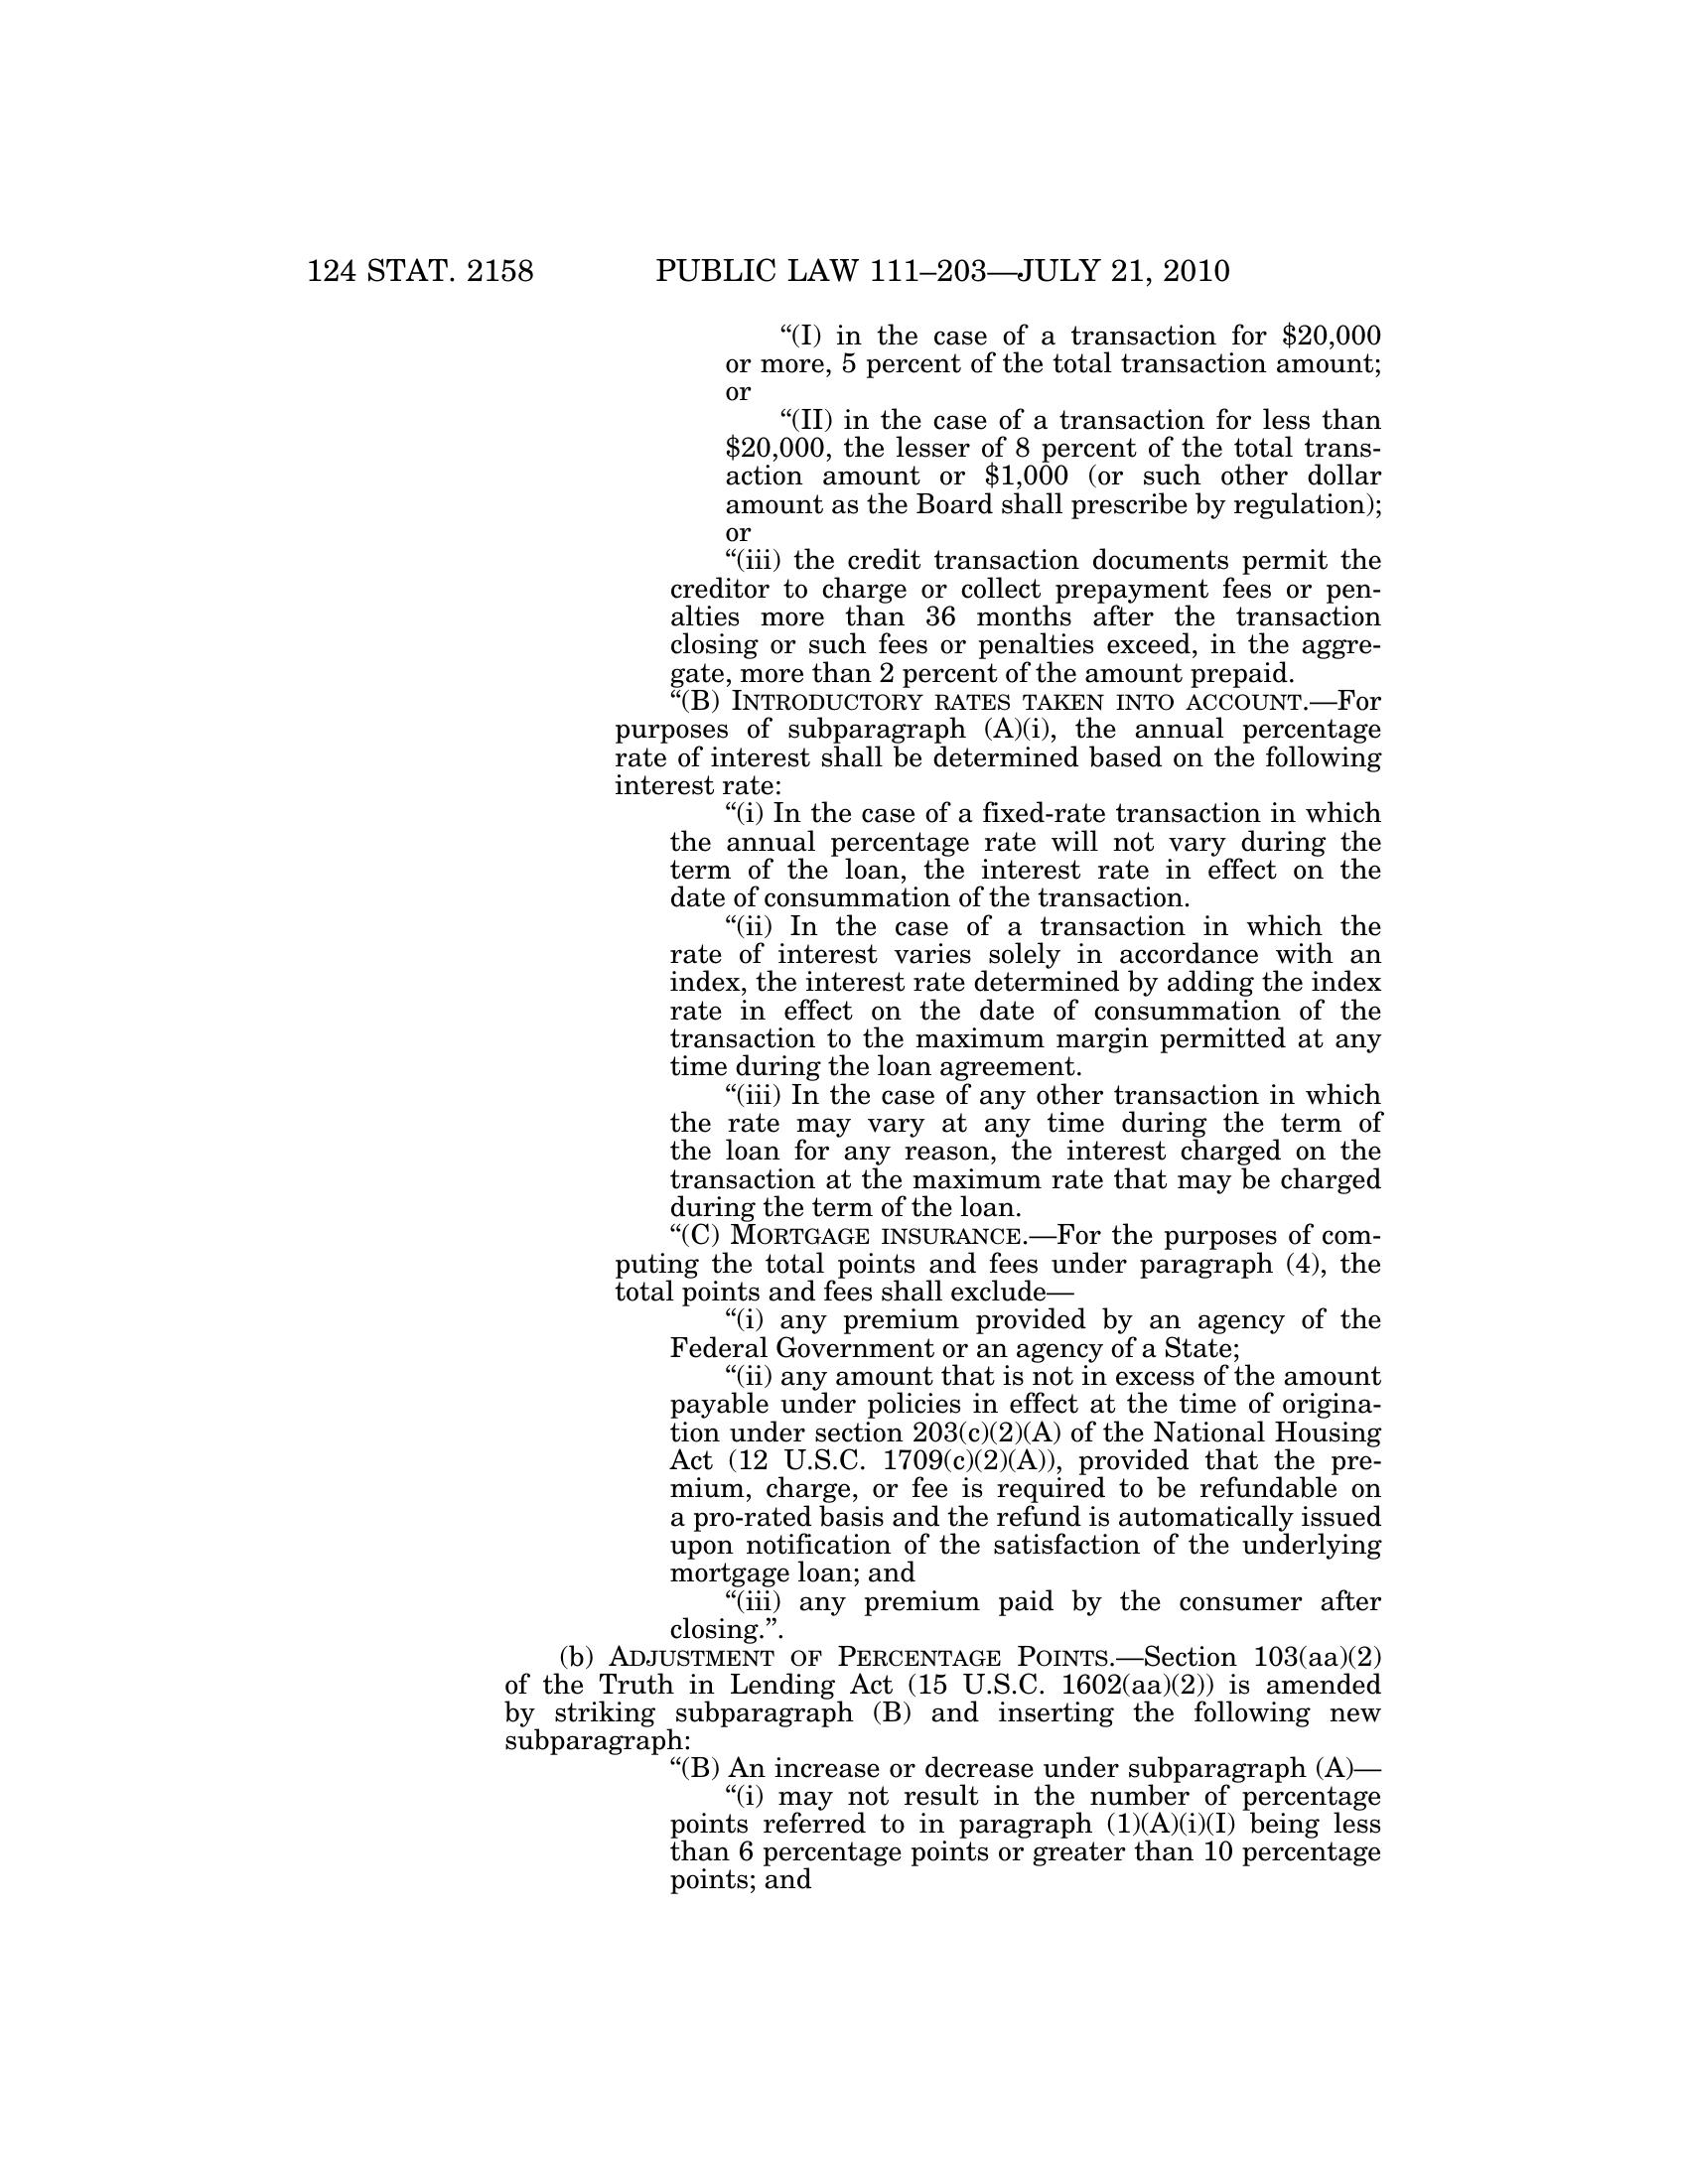 124 STAT. 2158 PUBLIC LAW 111–203—JULY 21, 2010
“(I) in the case of a transaction for $20,000
or more, 5 percent of the total transaction amount;
or
“(II) in the case of a transaction for less than
$20,000, the lesser of 8 percent of the total trans-
action amount or $1,000 (or such other dollar
amount as the Board shall prescribe by regulation);
or
“(iii) the credit transaction documents permit the
creditor to charge or collect prepayment fees or pen-
alties more than 36 months after the transaction
closing or such fees or penalties exceed, in the aggre-
gate, more than 2 percent of the amount prepaid.
“(B) INTRODUCTORY RATES TAKEN INTO ACCOUNT.—For
purposes of subparagraph (A)(i), the annual percentage
rate of interest shall be determined based on the following
interest rate:
“(i) In the case of a fixed-rate transaction in which
the annual percentage rate will not vary during the
term of the loan, the interest rate in effect on the
date of consummation of the transaction.
“(ii) In the case of a transaction in which the
rate of interest varies solely in accordance with an
index, the interest rate determined by adding the index
rate in effect on the date of consummation of the
transaction to the maximum margin permitted at any
time during the loan agreement.
“(iii) In the case of any other transaction in which
the rate may vary at any time during the term of
the loan for any reason, the interest charged on the
transaction at the maximum rate that may be charged
during the term of the loan.
“(C) MORTGAGE INSURANCE.—For the purposes of com-
puting the total points and fees under paragraph (4), the
total points and fees shall exclude—
“(i) any premium provided by an agency of the
Federal Government or an agency of a State;
“(ii) any amount that is not in excess of the amount
payable under policies in effect at the time of origina-
tion under section 203(c)(2)(A) of the National Housing
Act (12 U.S.C. 1709(c)(2)(A)), provided that the pre-
mium, charge, or fee is required to be refundable on
a pro-rated basis and the refund is automatically issued
upon notification of the satisfaction of the underlying
mortgage loan; and
“(iii) any premium paid by the consumer after
closing.”.
(b) ADJUSTMENT OF PERCENTAGE POINTS.—Section 103(aa)(2)
of the Truth in Lending Act (15 U.S.C. 1602(aa)(2)) is amended
by striking subparagraph (B) and inserting the following new
subparagraph:
“(B) An increase or decrease under subparagraph (A)—
“(i) may not result in the number of percentage
points referred to in paragraph (1)(A)(i)(I) being less
than 6 percentage points or greater than 10 percentage
points; and